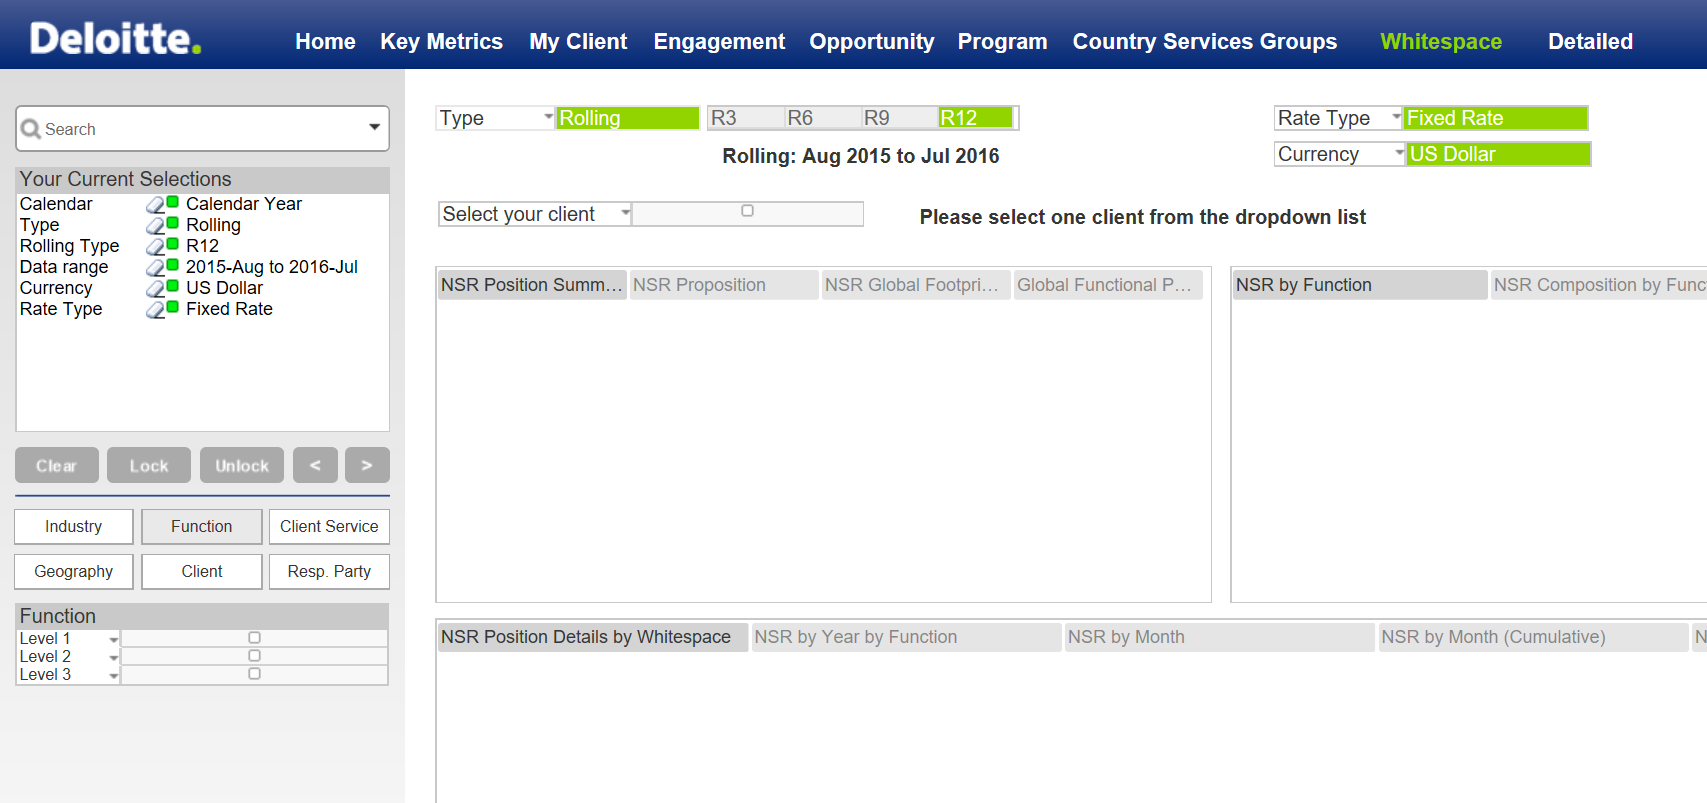 Deloitte.
Home Key Metrics My Client Engagement Opportunity Program Country Services Groups Whitespace Detailed
Search
Your Current Selections
Calendar Calendar Year
Type Rolling
Rolling Type R12
Data range 2015-Aug to 2016-Jul
Currency US Dollar
Rate Type Fixed Rate
Clear Lock Unlock < >
Industry Function Client Service
Geography Client Resp. Party
Function
Level 1
Level 2
Level 3
Type Rolling R3 R6 R9 R12
Rolling: Aug 2015 to Jul 2016
Rate Type Fixed Rate
Currency US Dollar
Select your client
Please select one client from the dropdown list
NSR Position Summ... NSR Proposition NSR Global Footpri... Global Functional P...
NSR by Function NSR Composition by Func
NSR Position Details by Whitespace NSR by Year by Function NSR by Month NSR by Month (Cumulative) N